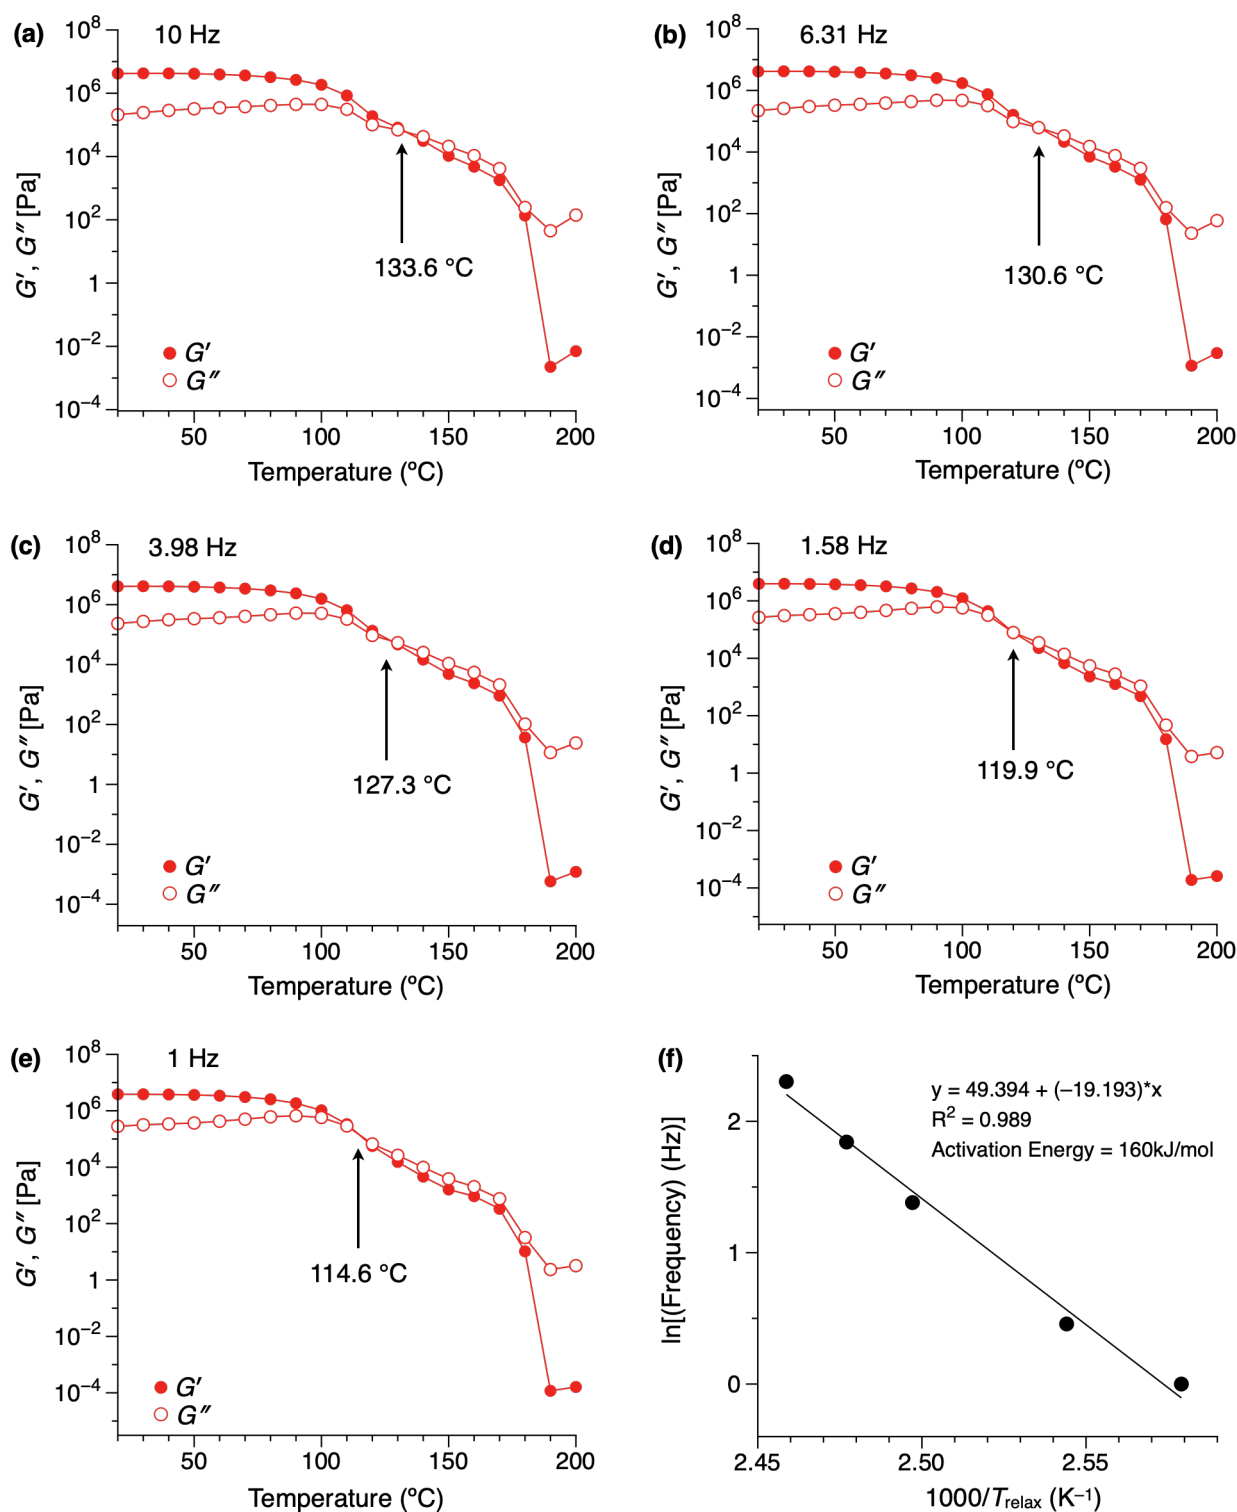 (a) 10 Hz
10⁸
10⁶
10⁴
10²
1
10⁻²
10⁻⁴
G′, G″ [Pa]
133.6 °C
G′
G″
50 100 150 200
Temperature (ºC)
(b) 6.31 Hz
10⁸
10⁶
10⁴
10²
1
10⁻²
10⁻⁴
G′, G″ [Pa]
130.6 °C
G′
G″
50 100 150 200
Temperature (ºC)
(c) 3.98 Hz
10⁸
10⁶
10⁴
10²
1
10⁻²
10⁻⁴
G′, G″ [Pa]
127.3 °C
G′
G″
50 100 150 200
Temperature (ºC)
(d) 1.58 Hz
10⁸
10⁶
10⁴
10²
1
10⁻²
10⁻⁴
G′, G″ [Pa]
119.9 °C
G′
G″
50 100 150 200
Temperature (ºC)
(e) 1 Hz
10⁸
10⁶
10⁴
10²
1
10⁻²
10⁻⁴
G′, G″ [Pa]
114.6 °C
G′
G″
50 100 150 200
Temperature (ºC)
(f)
y = 49.394 + (−19.193)*x
R² = 0.989
Activation Energy = 160kJ/mol
2
1
0
ln[(Frequency) (Hz)]
2.45 2.50 2.55
1000/Trelax (K⁻¹)